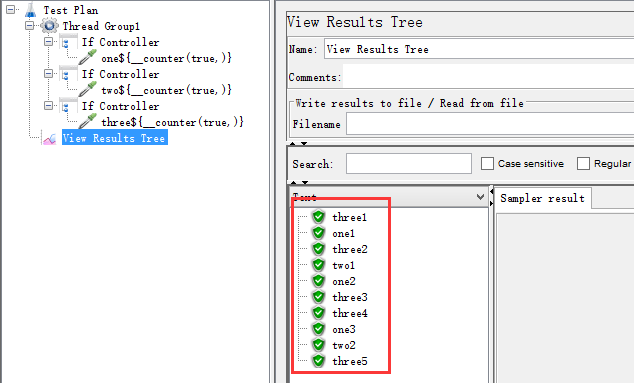 Test Plan
Thread Group1
If Controller
one${__counter(true,)}
If Controller
two${__counter(true,)}
If Controller
three${__counter(true,)}
View Results Tree
View Results Tree
Name: View Results Tree
Comments:
Write results to file / Read from file
Filename
Search: Case sensitive Regular
Text
Sampler result
three1
one1
three2
two1
one2
three3
three4
one3
two2
three5